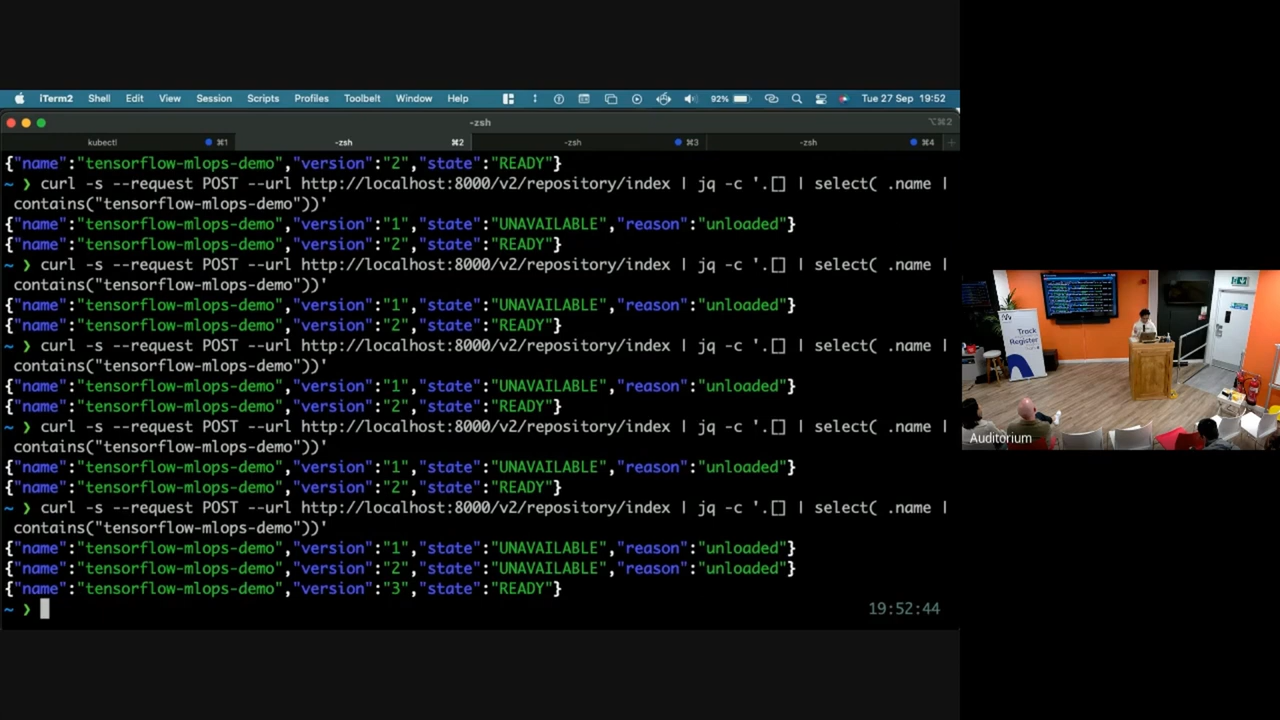 iTerm2 Shell Edit View Session Scripts Profiles Toolbelt Window Help 92% Tue 27 Sep 19:52
-zsh ⌥⌘2
kubectl ⌘1 -zsh ⌘2 -zsh ⌘3 -zsh ⌘4
{"name":"tensorflow-mlops-demo","version":"2","state":"READY"}
~ ❯ curl -s --request POST --url http://localhost:8000/v2/repository/index | jq -c '.[] | select( .name |
contains("tensorflow-mlops-demo"))'
{"name":"tensorflow-mlops-demo","version":"1","state":"UNAVAILABLE","reason":"unloaded"}
{"name":"tensorflow-mlops-demo","version":"2","state":"READY"}
~ ❯ curl -s --request POST --url http://localhost:8000/v2/repository/index | jq -c '.[] | select( .name |
contains("tensorflow-mlops-demo"))'
{"name":"tensorflow-mlops-demo","version":"1","state":"UNAVAILABLE","reason":"unloaded"}
{"name":"tensorflow-mlops-demo","version":"2","state":"READY"}
~ ❯ curl -s --request POST --url http://localhost:8000/v2/repository/index | jq -c '.[] | select( .name |
contains("tensorflow-mlops-demo"))'
{"name":"tensorflow-mlops-demo","version":"1","state":"UNAVAILABLE","reason":"unloaded"}
{"name":"tensorflow-mlops-demo","version":"2","state":"READY"}
~ ❯ curl -s --request POST --url http://localhost:8000/v2/repository/index | jq -c '.[] | select( .name |
contains("tensorflow-mlops-demo"))'
{"name":"tensorflow-mlops-demo","version":"1","state":"UNAVAILABLE","reason":"unloaded"}
{"name":"tensorflow-mlops-demo","version":"2","state":"READY"}
~ ❯ curl -s --request POST --url http://localhost:8000/v2/repository/index | jq -c '.[] | select( .name |
contains("tensorflow-mlops-demo"))'
{"name":"tensorflow-mlops-demo","version":"1","state":"UNAVAILABLE","reason":"unloaded"}
{"name":"tensorflow-mlops-demo","version":"2","state":"UNAVAILABLE","reason":"unloaded"}
{"name":"tensorflow-mlops-demo","version":"3","state":"READY"}
~ ❯ 19:52:44
Track
Register
Auditorium